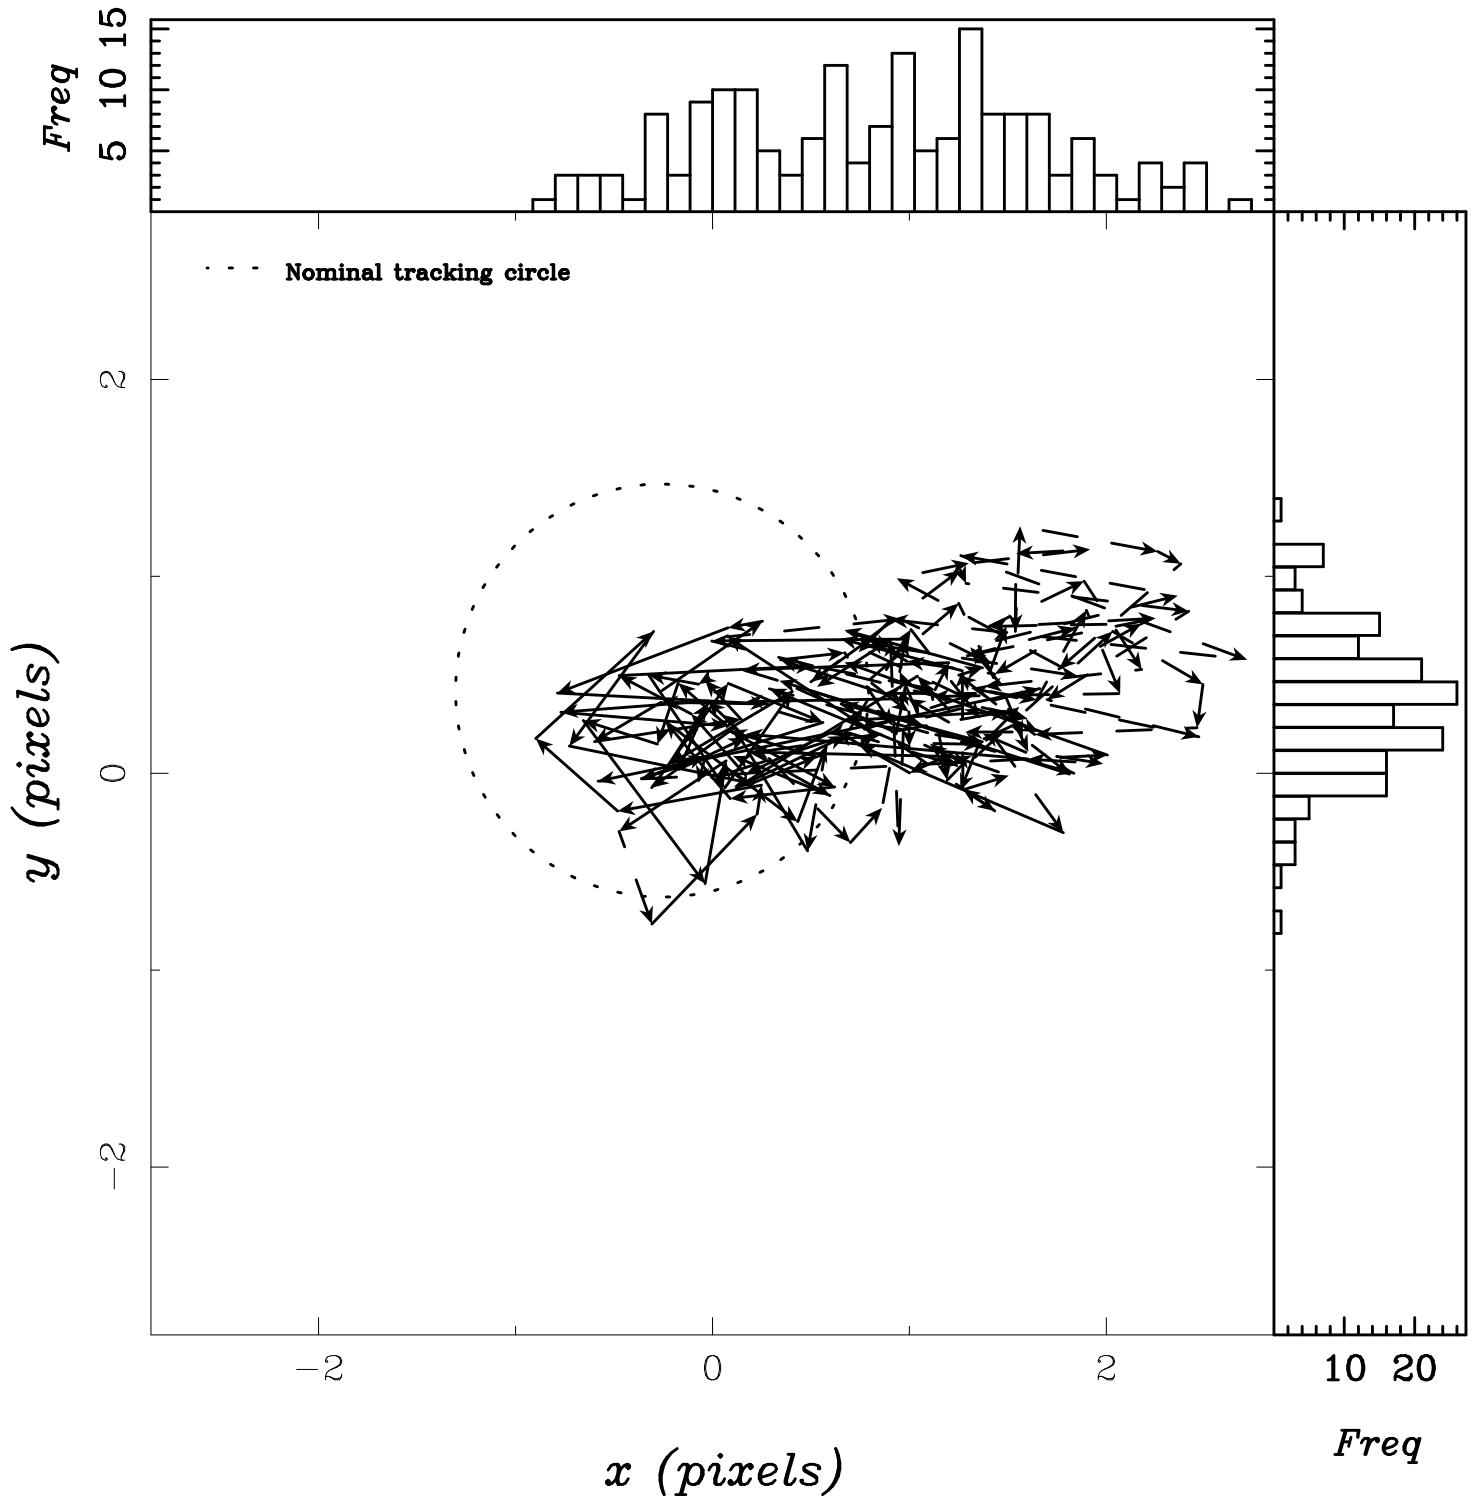 Freq
5 10 15
Nominal tracking circle
y (pixels)
2
0
−2
−2 0 2
10 20
x (pixels)
Freq